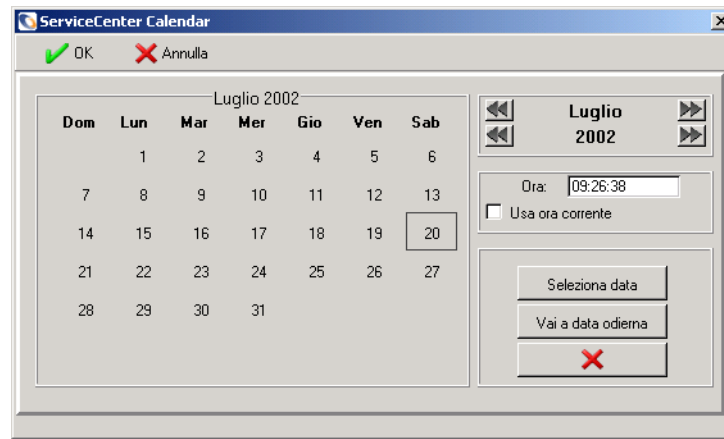 ServiceCenter Calendar
OK Annulla
Luglio 2002
Dom Lun Mar Mer Gio Ven Sab
1 2 3 4 5 6
7 8 9 10 11 12 13
14 15 16 17 18 19 20
21 22 23 24 25 26 27
28 29 30 31
Luglio
2002
Ora: 09:26:38
Usa ora corrente
Seleziona data
Vai a data odierna